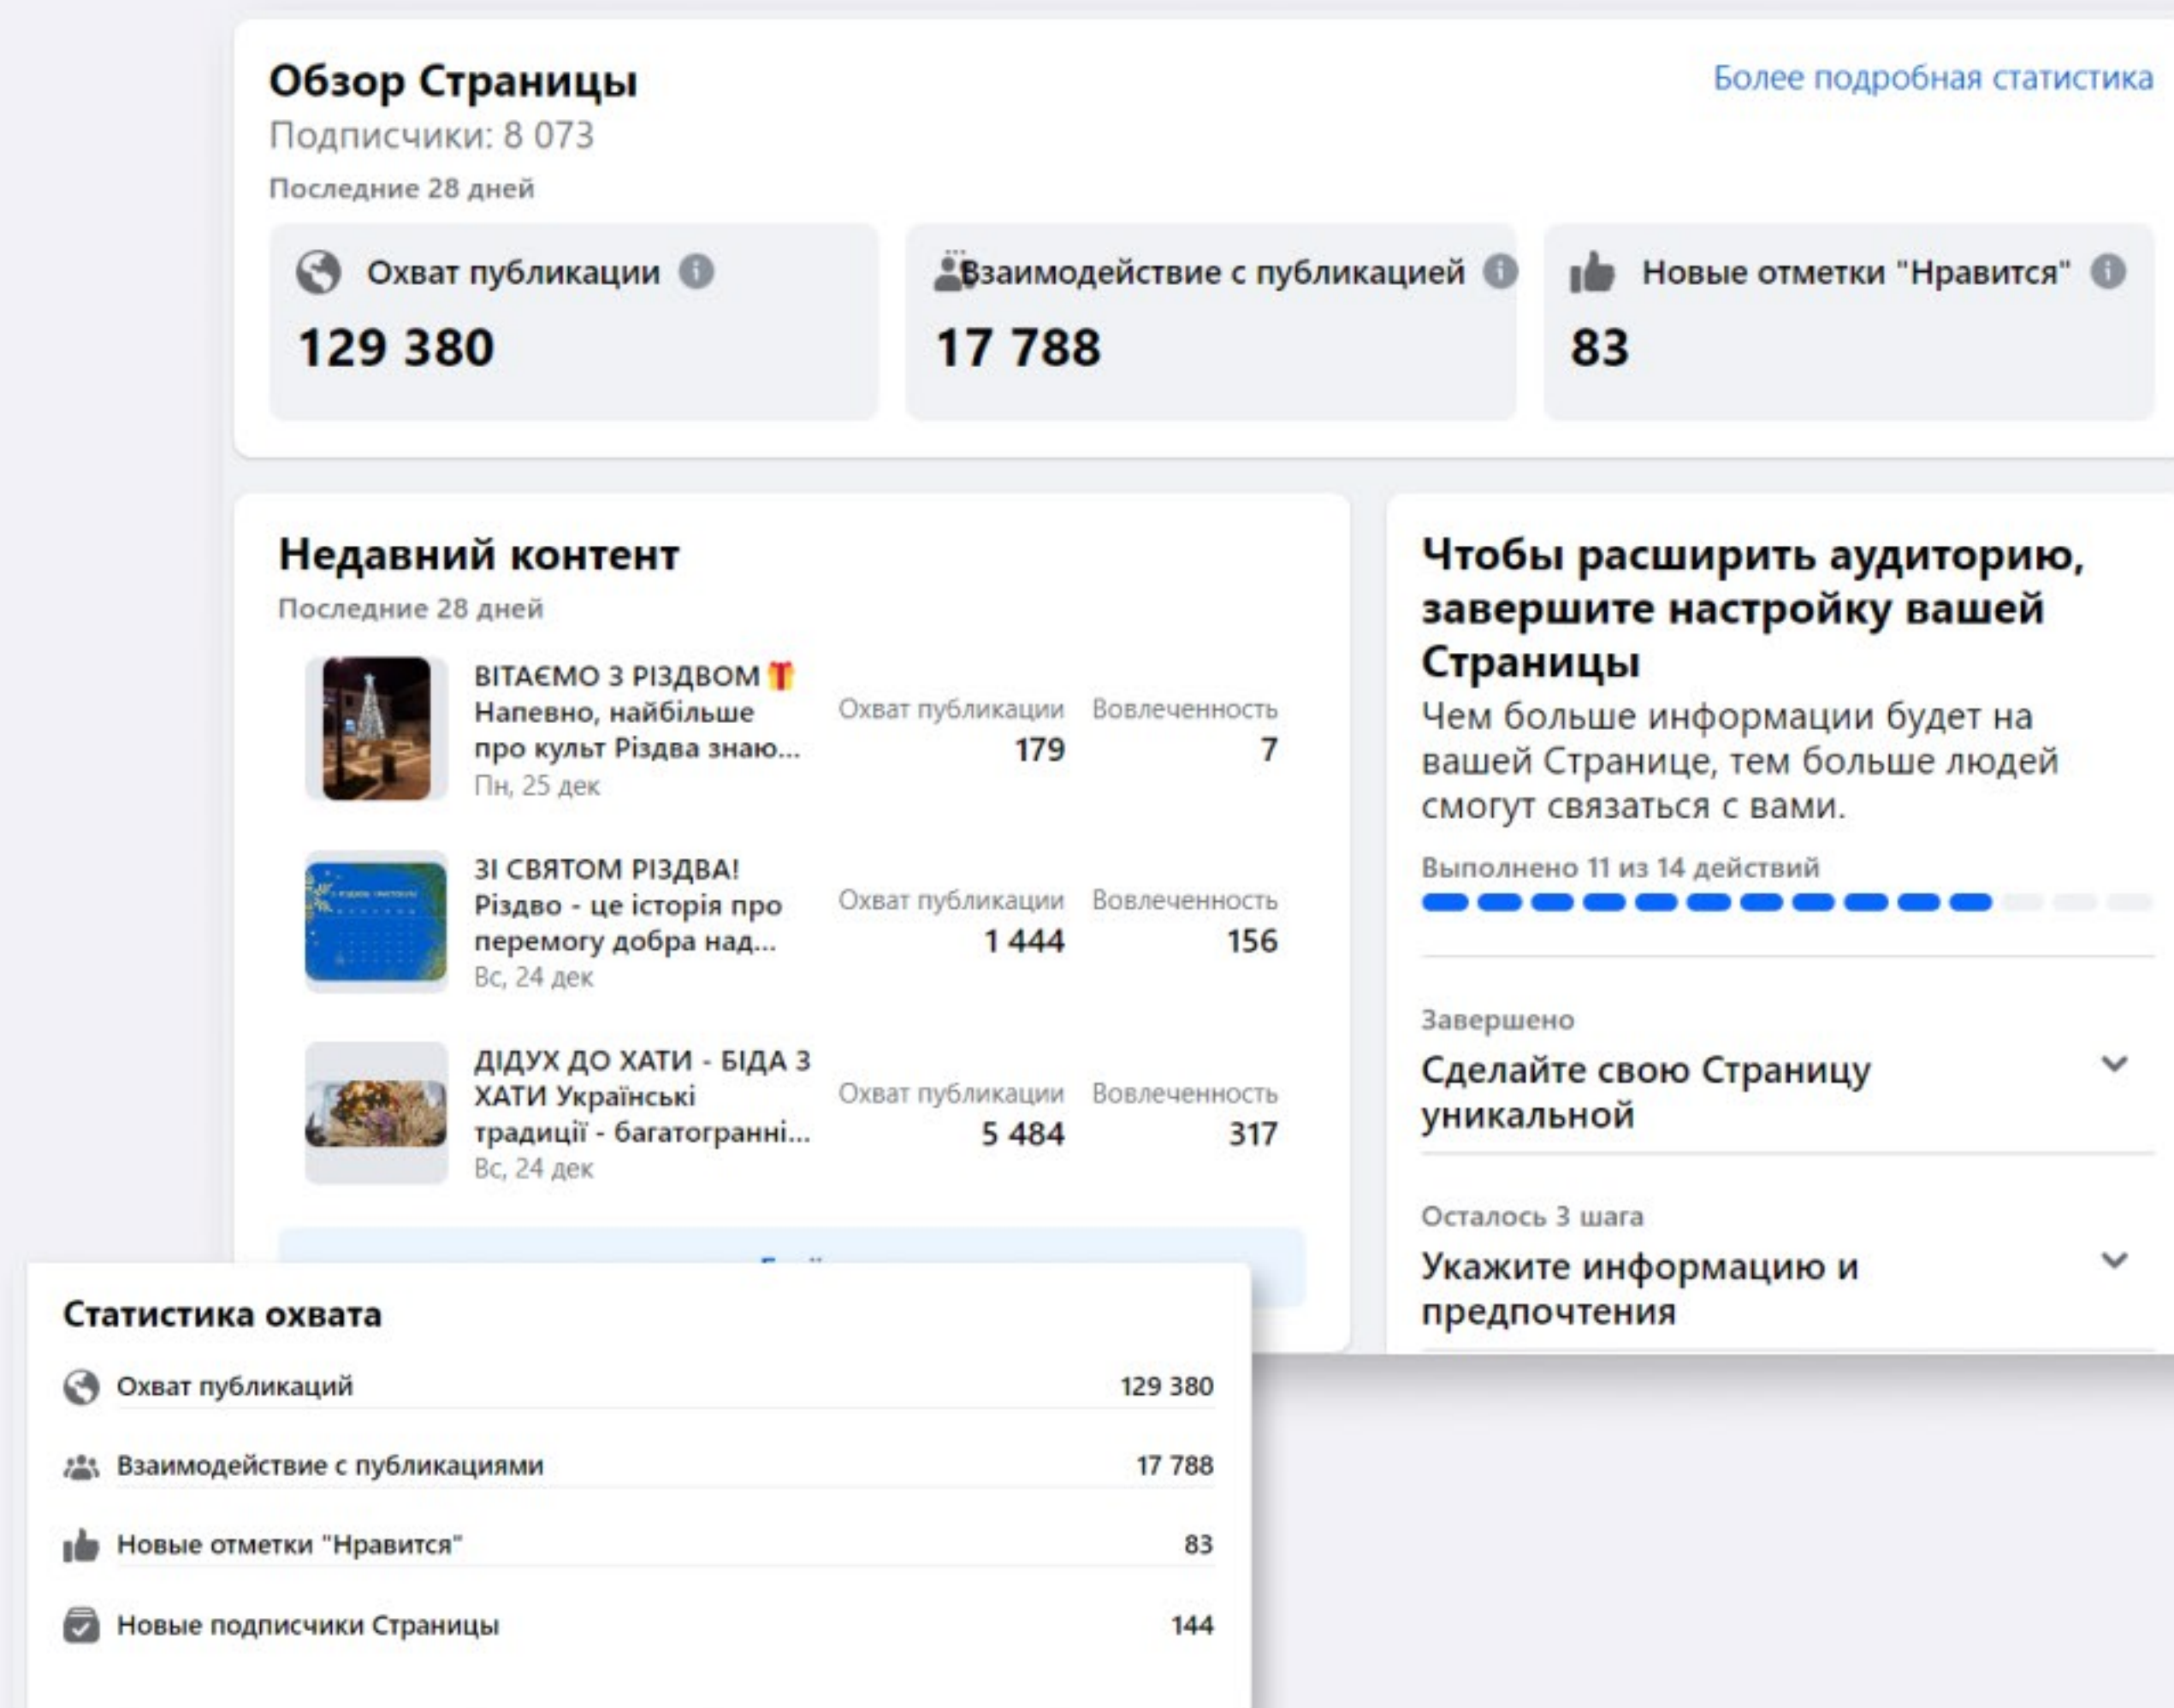 Обзор Страницы
Более подробная статистика
Подписчики: 8 073
Последние 28 дней
Охват публикации
129 380
Взаимодействие с публикацией
17 788
Новые отметки "Нравится"
83
Недавний контент
Последние 28 дней
ВІТАЄМО З РІЗДВОМ🎁
Напевно, найбільше
про культ Різдва знаю...
Пн, 25 дек
Охват публикации
179
Вовлеченность
7
ЗІ СВЯТОМ РІЗДВА!
Різдво - це історія про
перемогу добра над...
Вс, 24 дек
Охват публикации
1 444
Вовлеченность
156
ДІДУХ ДО ХАТИ - БІДА З
ХАТИ Українські
традиції - багатогранні...
Вс, 24 дек
Охват публикации
5 484
Вовлеченность
317
Чтобы расширить аудиторию,
завершите настройку вашей
Страницы
Чем больше информации будет на
вашей Странице, тем больше людей
смогут связаться с вами.
Выполнено 11 из 14 действий
Завершено
Сделайте свою Страницу
уникальной
Осталось 3 шага
Укажите информацию и
предпочтения
Статистика охвата
Охват публикаций
129 380
Взаимодействие с публикациями
17 788
Новые отметки "Нравится"
83
Новые подписчики Страницы
144